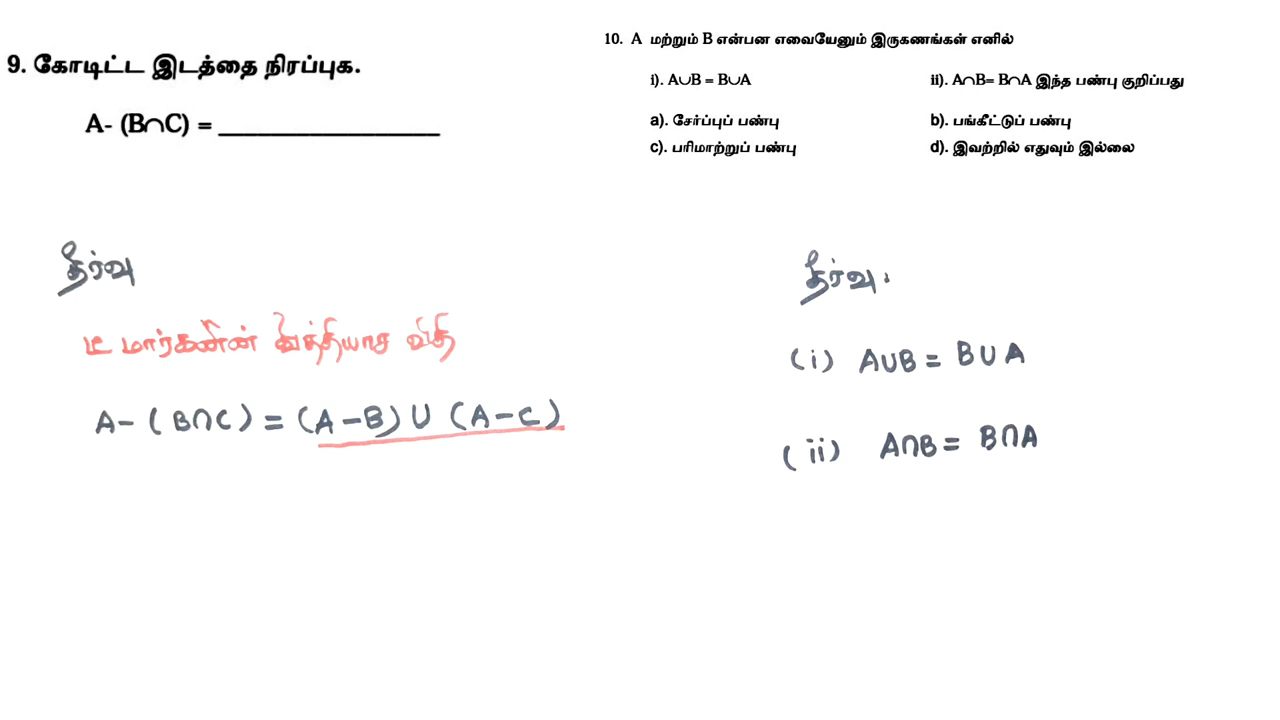 9. கோடிட்ட இடத்தை நிரப்புக.
A- (B∩C) = ________________
தீர்வு
டீ மார்கனின் வித்தியாச விதி
A - (B∩C) = (A-B) ∪ (A-C)
10. A மற்றும் B என்பன எவையேனும் இருகணங்கள் எனில்
i). A∪B = B∪A ii). A∩B= B∩A இந்த பண்பு குறிப்பது
a). சேர்ப்புப் பண்பு b). பங்கீட்டுப் பண்பு
c). பரிமாற்றுப் பண்பு d). இவற்றில் எதுவும் இல்லை
தீர்வு.
(i) A∪B = B∪A
(ii) A∩B = B∩A